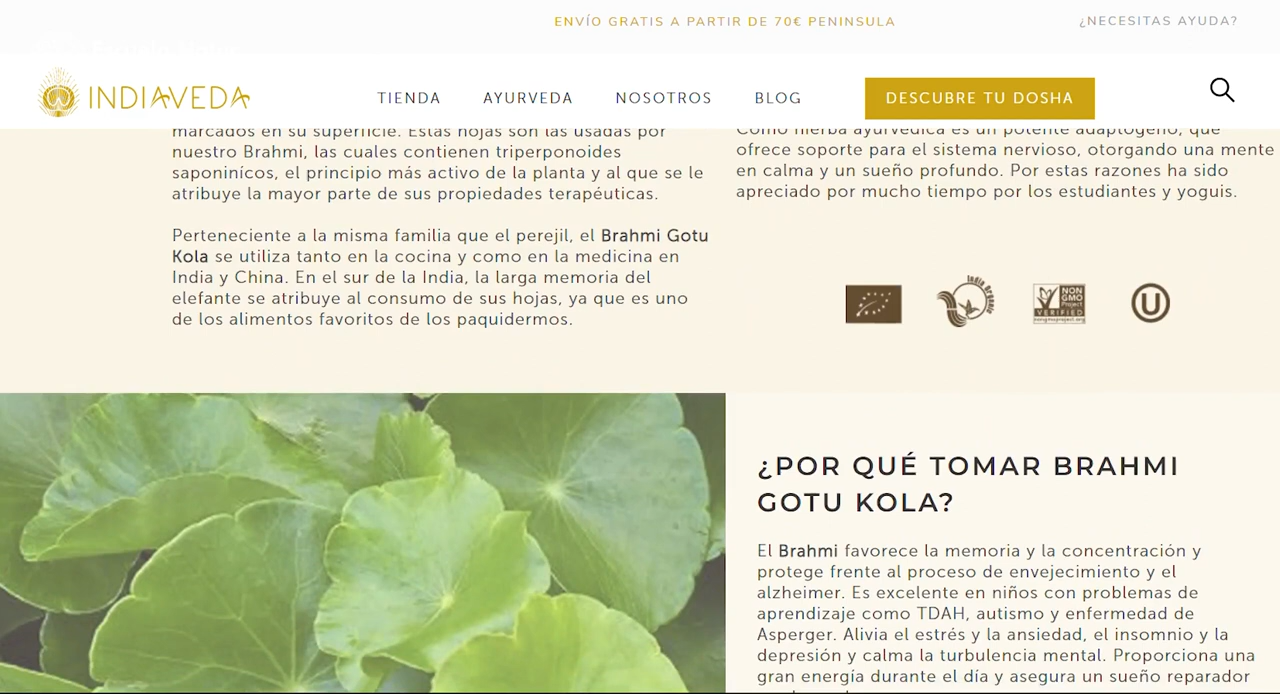 ENVÍO GRATIS A PARTIR DE 70€ PENINSULA
¿NECESITAS AYUDA?
INDIAVEDA
TIENDA
AYURVEDA
NOSOTROS
BLOG
DESCUBRE TU DOSHA
marcados en su superficie. Estas hojas son las usadas por
nuestro Brahmi, las cuales contienen triperponoides
saponinícos, el principio más activo de la planta y al que se le
atribuye la mayor parte de sus propiedades terapéuticas.
Perteneciente a la misma familia que el perejil, el Brahmi Gotu
Kola se utiliza tanto en la cocina y como en la medicina en
India y China. En el sur de la India, la larga memoria del
elefante se atribuye al consumo de sus hojas, ya que es uno
de los alimentos favoritos de los paquidermos.
Como hierba ayurvédica es un potente adaptógeno, que
ofrece soporte para el sistema nervioso, otorgando una mente
en calma y un sueño profundo. Por estas razones ha sido
apreciado por mucho tiempo por los estudiantes y yoguis.
India Organic
NON
GMO
Project
VERIFIED
nongmoproject.org
U
¿POR QUÉ TOMAR BRAHMI
GOTU KOLA?
El Brahmi favorece la memoria y la concentración y
protege frente al proceso de envejecimiento y el
alzheimer. Es excelente en niños con problemas de
aprendizaje como TDAH, autismo y enfermedad de
Asperger. Alivia el estrés y la ansiedad, el insomnio y la
depresión y calma la turbulencia mental. Proporciona una
gran energía durante el día y asegura un sueño reparador